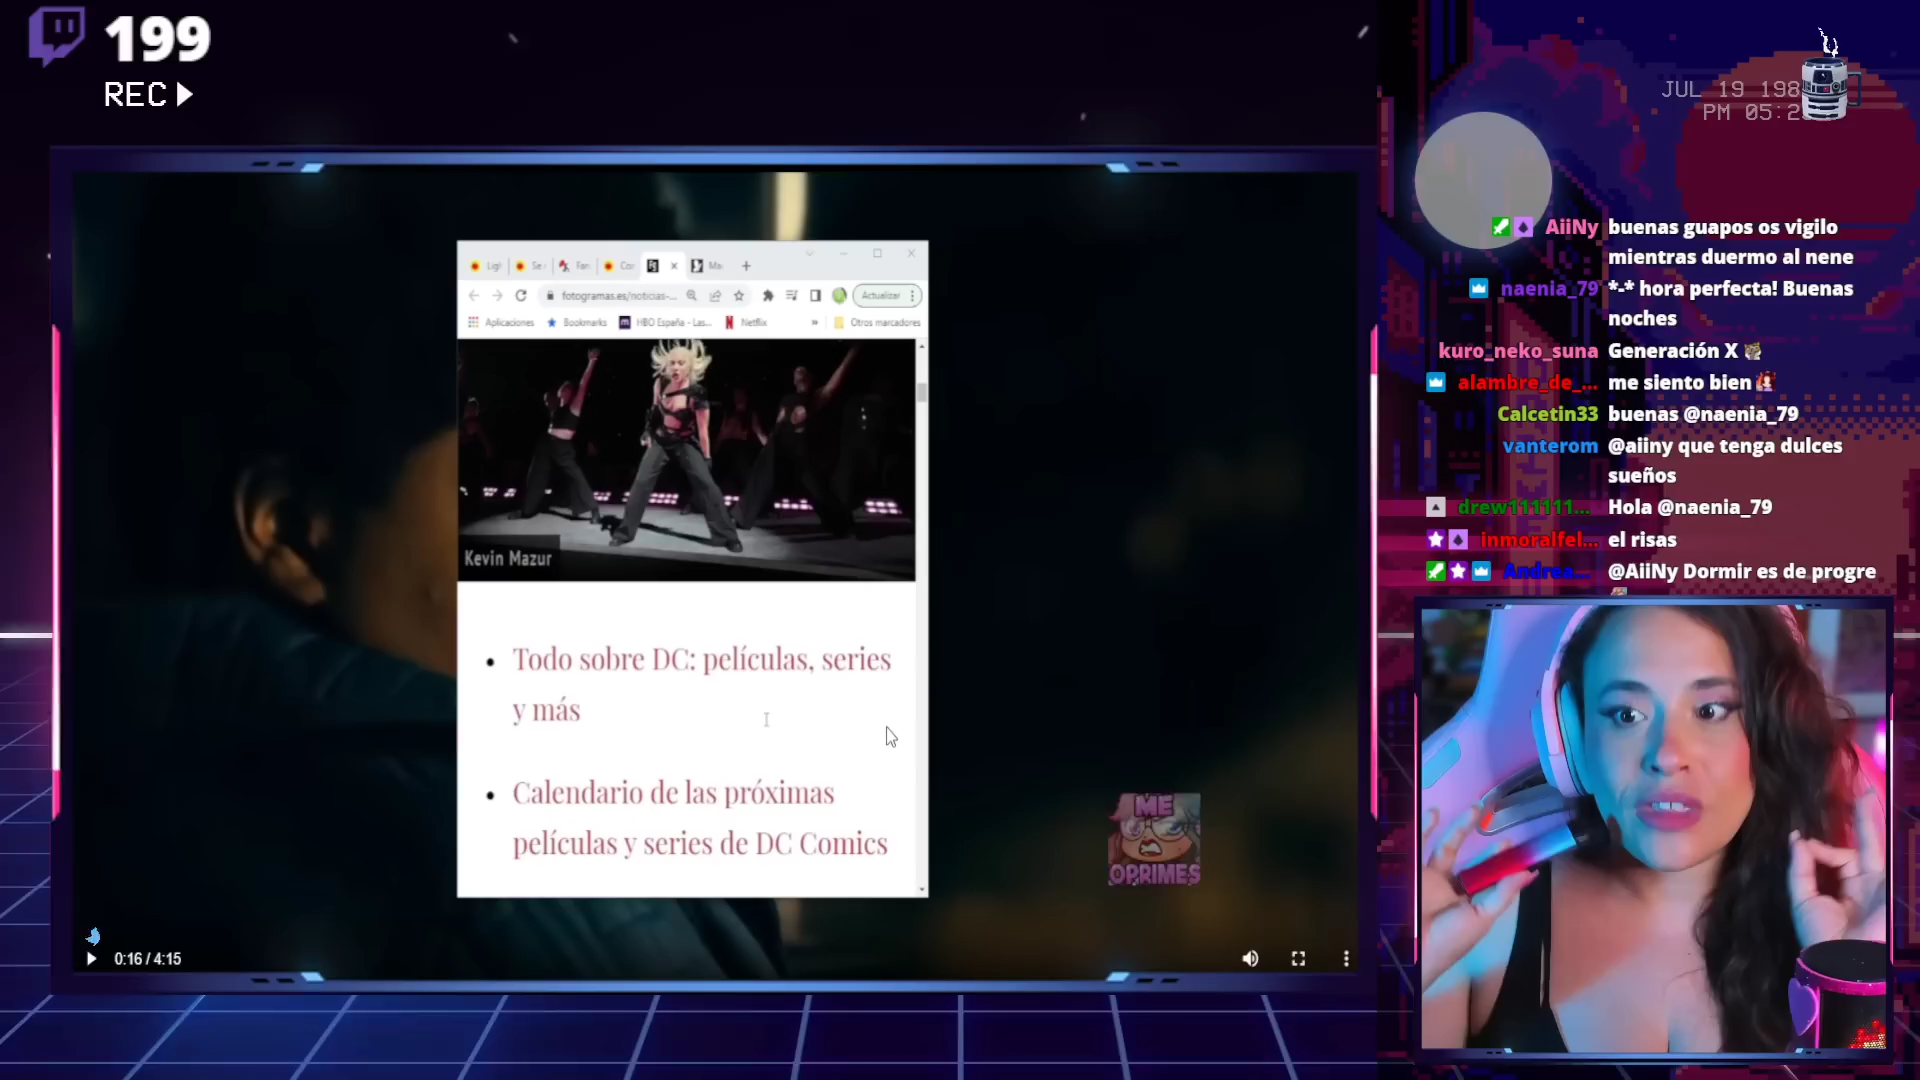 199
REC
JUL 19 198
PM 05:2
fotogramas.es/noticias-...
Actualizar
Aplicaciones
Bookmarks
HBO España - Las...
Netflix
Otros marcadores
Kevin Mazur
Todo sobre DC: películas, series
y más
Calendario de las próximas
películas y series de DC Comics
ME
OPRIMES
0:16 / 4:15
AiiNy buenas guapos os vigilo
mientras duermo al nene
naenia_79 *-* hora perfecta! Buenas
noches
kuro_neko_suna Generación X
alambre_de_... me siento bien
Calcetin33 buenas @naenia_79
vanterom @aiiny que tenga dulces
sueños
drew111111... Hola @naenia_79
inmoralfel... el risas
Andrea... @AiiNy Dormir es de progre